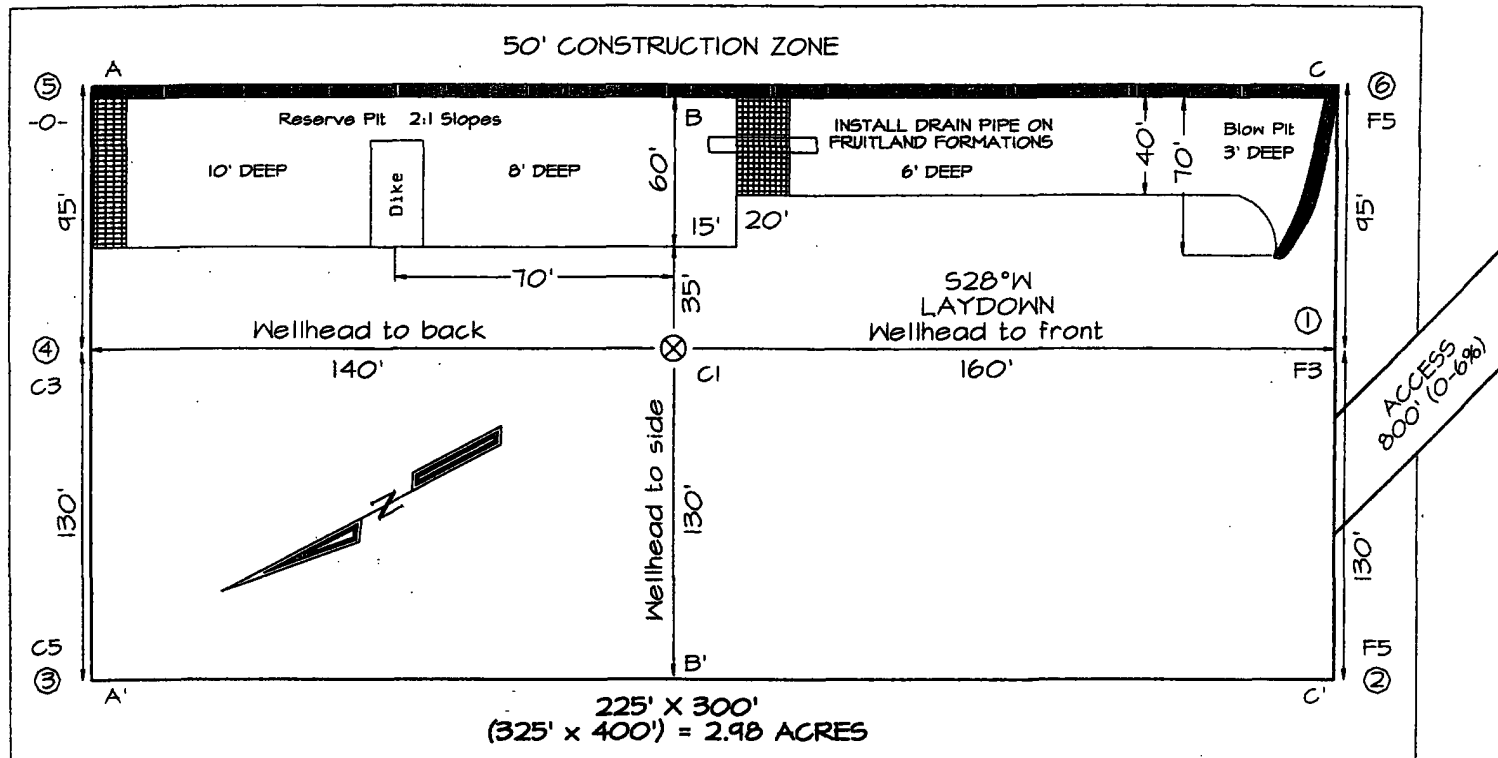 50' CONSTRUCTION ZONE
A
C
⑤
⑥
-0-
F5
Reserve Pit 2:1 Slopes
B
INSTALL DRAIN PIPE ON
FRUITLAND FORMATIONS
Blow Pit
3' DEEP
10' DEEP
Dike
8' DEEP
60'
6' DEEP
40'
70'
95'
15'
20'
95'
70'
35'
S28°W
LAYDOWN
Wellhead to back
Wellhead to front
①
④
140'
C1
160'
C3
F3
ACCESS
800' (0-6%)
N
130'
Wellhead to side
130'
130'
C5
F5
③
A'
B'
C'
②
225' X 300'
(325' x 400') = 2.98 ACRES